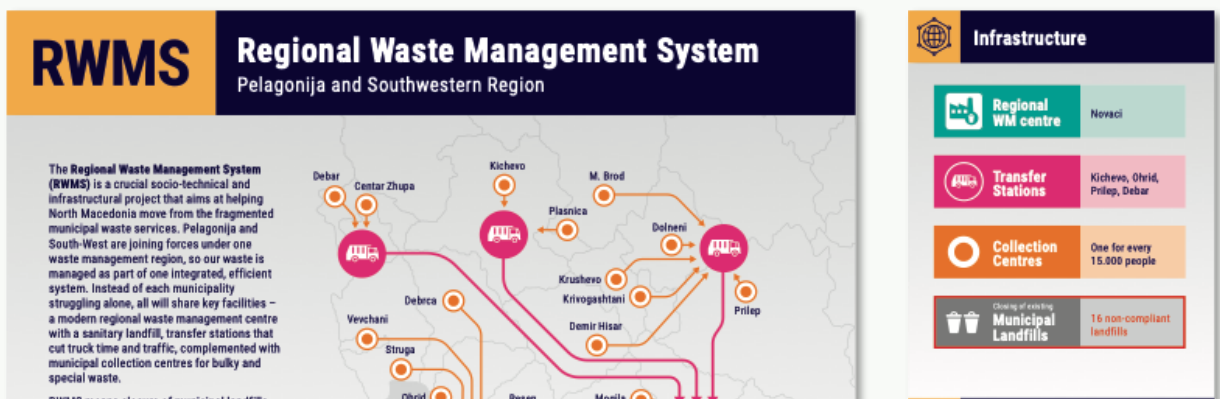 RWMS
Regional Waste Management System
Pelagonija and Southwestern Region
The Regional Waste Management System
(RWMS) is a crucial socio-technical and
infrastructural project that aims at helping
North Macedonia move from the fragmented
municipal waste services. Pelagonija and
South-West are joining forces under one
waste management region, so our waste is
managed as part of one integrated, efficient
system. Instead of each municipality
struggling alone, all will share key facilities –
a modern regional waste management centre
with a sanitary landfill, transfer stations that
cut truck time and traffic, complemented with
municipal collection centres for bulky and
special waste.
RWMS means closure of municipal landfills
Debar
Centar Zhupa
Kichevo
M. Brod
Plasnica
Dolneni
Krushevo
Krivogashtani
Prilep
Debrca
Vevchani
Demir Hisar
Struga
Ohrid
Resen
Mogila
Infrastructure
Regional
WM centre
Novaci
Transfer
Stations
Kichevo, Ohrid,
Prilep, Debar
Collection
Centres
One for every
15.000 people
Closing of existing
Municipal
Landfills
16 non-compliant
landfills